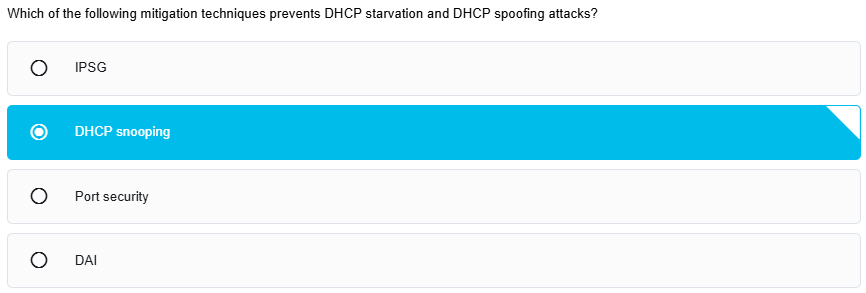 Which of the following mitigation techniques prevents DHCP starvation and DHCP spoofing attacks?
IPSG
DHCP snooping
Port security
DAI